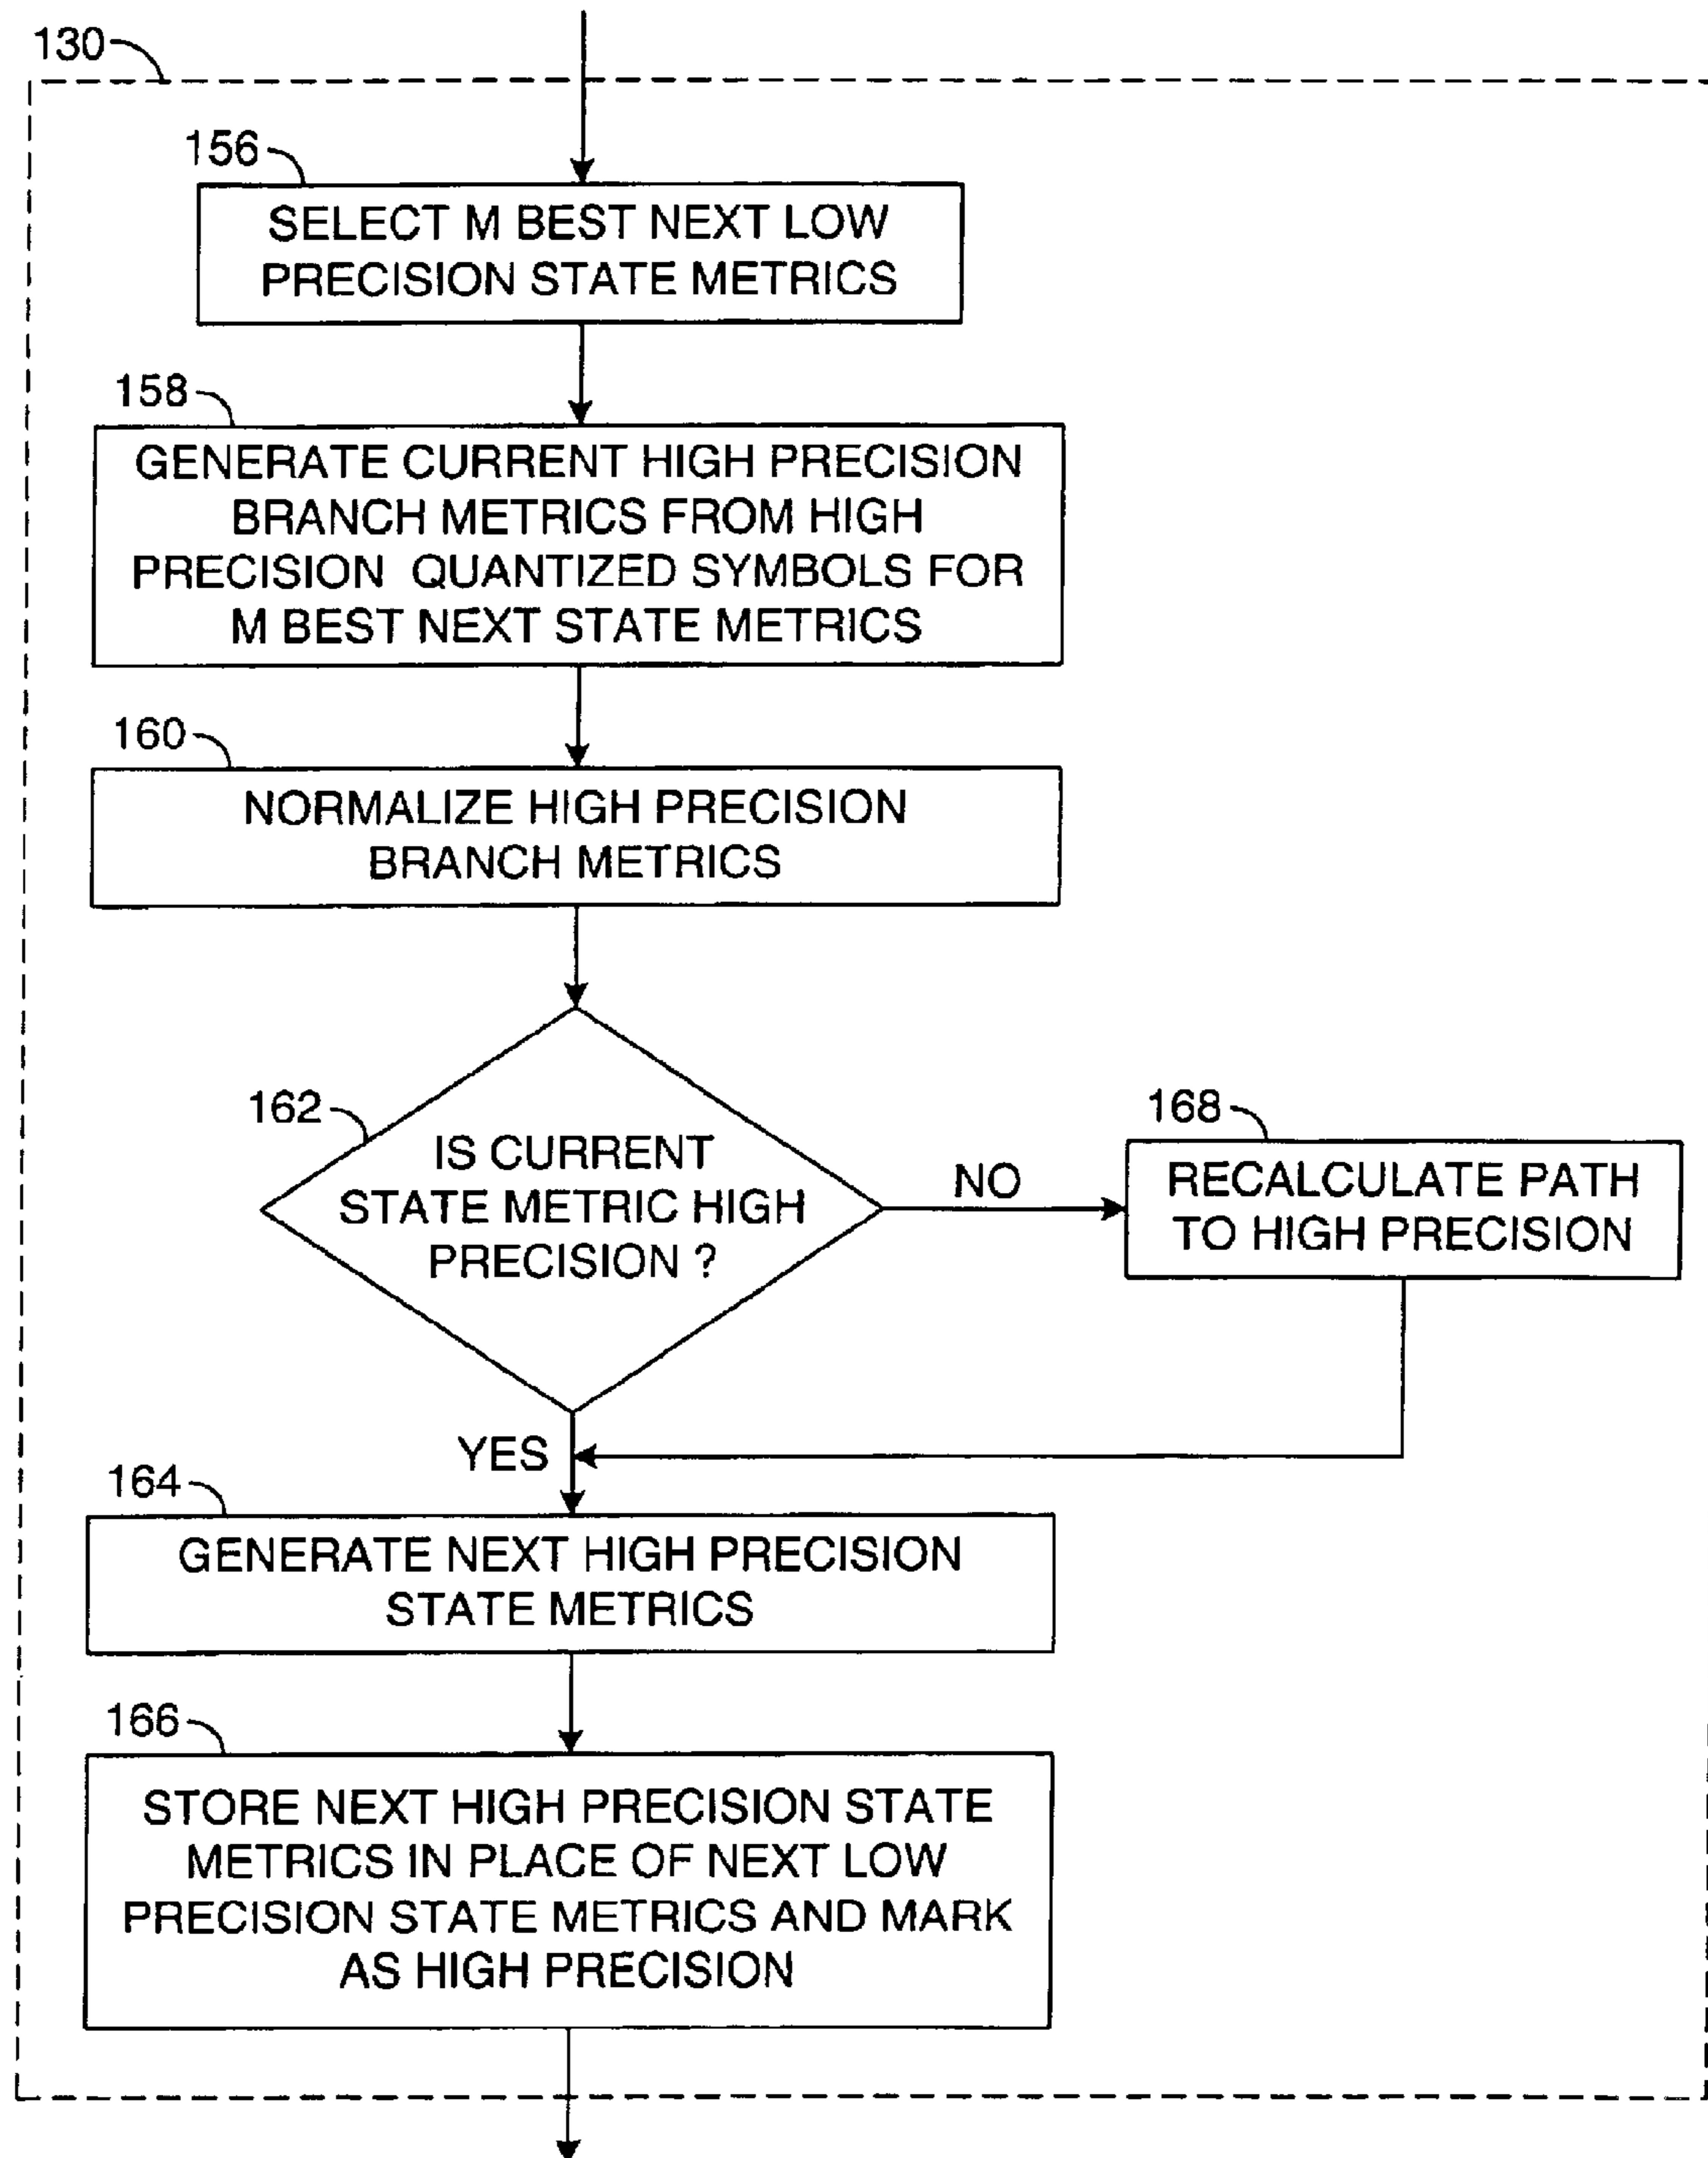 130
156
SELECT M BEST NEXT LOW
PRECISION STATE METRICS
158
GENERATE CURRENT HIGH PRECISION
BRANCH METRICS FROM HIGH
PRECISION QUANTIZED SYMBOLS FOR
M BEST NEXT STATE METRICS
160
NORMALIZE HIGH PRECISION
BRANCH METRICS
162
IS CURRENT
STATE METRIC HIGH
PRECISION ?
NO
168
RECALCULATE PATH
TO HIGH PRECISION
YES
164
GENERATE NEXT HIGH PRECISION
STATE METRICS
166
STORE NEXT HIGH PRECISION STATE
METRICS IN PLACE OF NEXT LOW
PRECISION STATE METRICS AND MARK
AS HIGH PRECISION